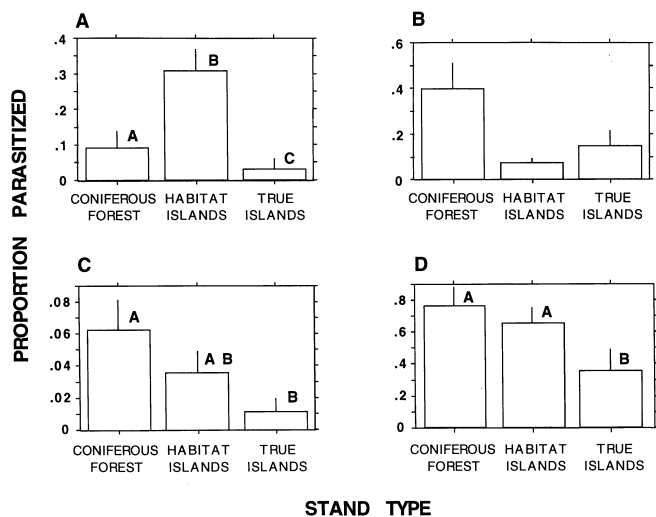 A
.4
.3
.2
.1
0
A
B
C
CONIFEROUS FOREST
HABITAT ISLANDS
TRUE ISLANDS
B
.6
.4
.2
0
CONIFEROUS FOREST
HABITAT ISLANDS
TRUE ISLANDS
C
.08
.06
.04
.02
0
A
A B
B
CONIFEROUS FOREST
HABITAT ISLANDS
TRUE ISLANDS
D
.8
.6
.4
.2
0
A
A
B
CONIFEROUS FOREST
HABITAT ISLANDS
TRUE ISLANDS
PROPORTION PARASITIZED
STAND TYPE